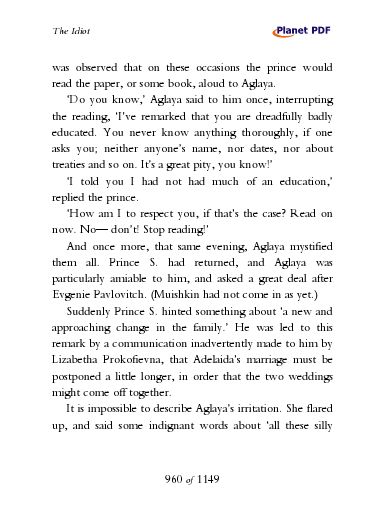 The Idiot
Planet PDF
was observed that on these occasions the prince would
read the paper, or some book, aloud to Aglaya.
‘Do you know,’ Aglaya said to him once, interrupting
the reading, ‘I’ve remarked that you are dreadfully badly
educated. You never know anything thoroughly, if one
asks you; neither anyone’s name, nor dates, nor about
treaties and so on. It’s a great pity, you know!’
‘I told you I had not had much of an education,’
replied the prince.
‘How am I to respect you, if that’s the case? Read on
now. No— don’t! Stop reading!’
And once more, that same evening, Aglaya mystified
them all. Prince S. had returned, and Aglaya was
particularly amiable to him, and asked a great deal after
Evgenie Pavlovitch. (Muishkin had not come in as yet.)
Suddenly Prince S. hinted something about ‘a new and
approaching change in the family.’ He was led to this
remark by a communication inadvertently made to him by
Lizabetha Prokofievna, that Adelaida’s marriage must be
postponed a little longer, in order that the two weddings
might come off together.
It is impossible to describe Aglaya’s irritation. She flared
up, and said some indignant words about ‘all these silly
960 of 1149